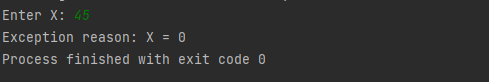 Enter X: 45
Exception reason: X = 0
Process finished with exit code 0